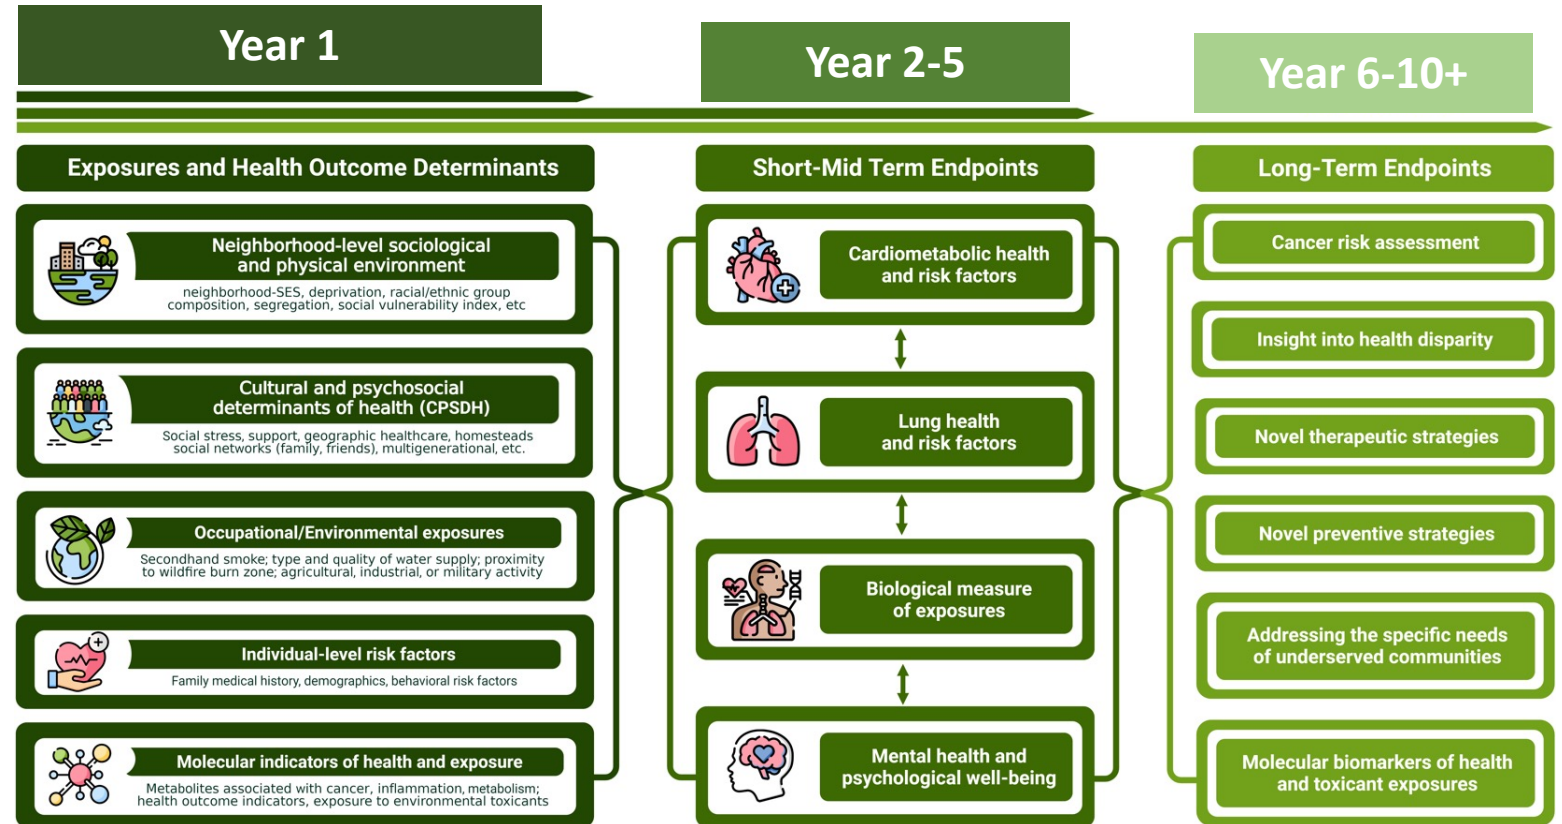 Year 1
Year 2-5
Year 6-10+
Exposures and Health Outcome Determinants
Neighborhood-level sociological
and physical environment
neighborhood-SES, deprivation, racial/ethnic group
composition, segregation, social vulnerability index, etc
Cultural and psychosocial
determinants of health (CPSDH)
Social stress, support, geographic healthcare, homesteads
social networks (family, friends), multigenerational, etc.
Occupational/Environmental exposures
Secondhand smoke; type and quality of water supply; proximity
to wildfire burn zone; agricultural, industrial, or military activity
Individual-level risk factors
Family medical history, demographics, behavioral risk factors
Molecular indicators of health and exposure
Metabolites associated with cancer, inflammation, metabolism;
health outcome indicators, exposure to environmental toxicants
Short-Mid Term Endpoints
Cardiometabolic health
and risk factors
Lung health
and risk factors
Biological measure
of exposures
Mental health and
psychological well-being
Long-Term Endpoints
Cancer risk assessment
Insight into health disparity
Novel therapeutic strategies
Novel preventive strategies
Addressing the specific needs
of underserved communities
Molecular biomarkers of health
and toxicant exposures